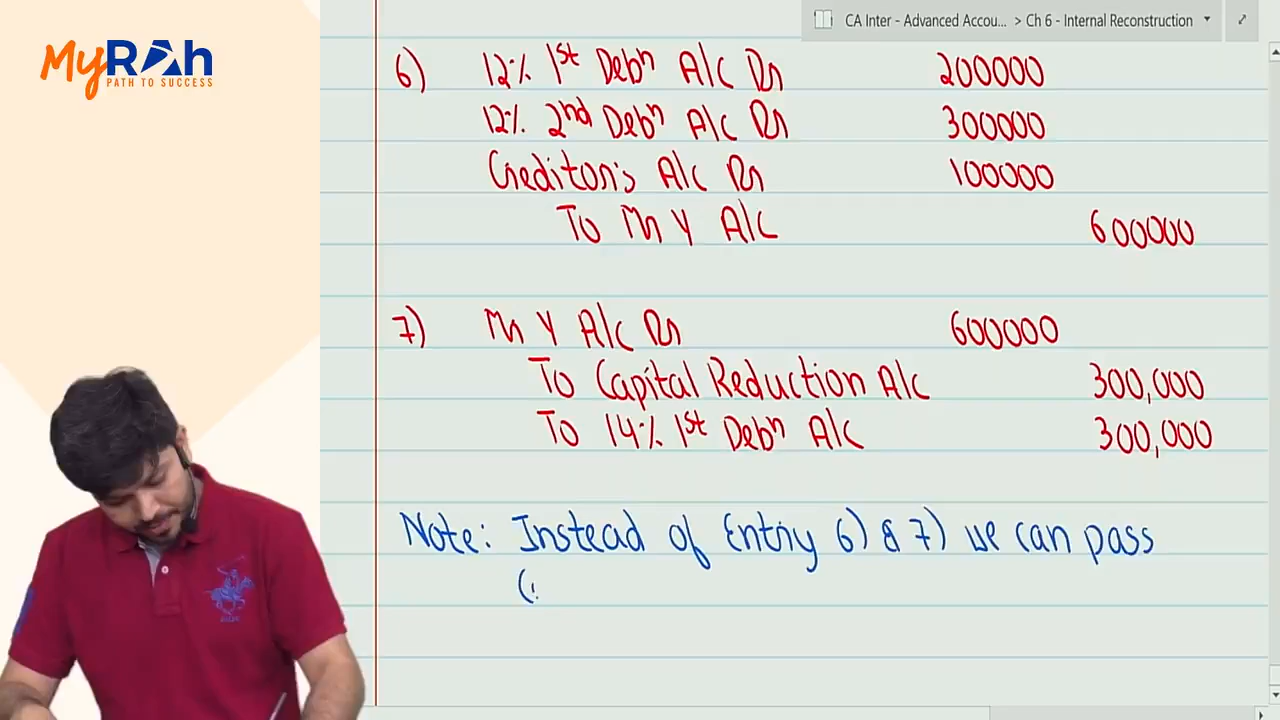 MyRAh
PATH TO SUCCESS
CA Inter - Advanced Accou... > Ch 6 - Internal Reconstruction
6) 12% 1st Debn A/c Dr 200000
12% 2nd Debn A/c Dr 300000
Creditors A/c Dr 100000
To Mr Y A/c 600000
7) Mr Y A/c Dr 600000
To Capital Reduction A/c 300,000
To 14% 1st Debn A/c 300,000
Note: Instead of Entry 6) & 7) we can pass
(